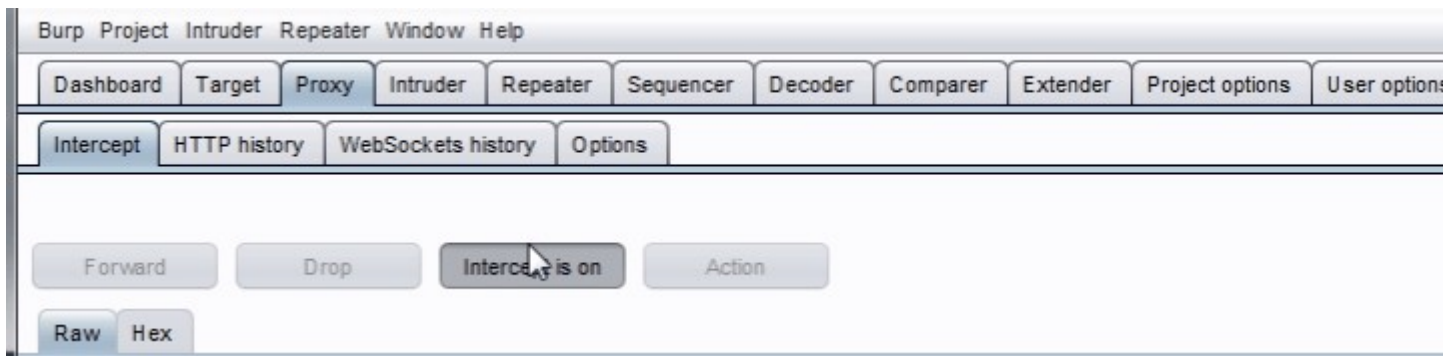 Burp Project Intruder Repeater Window Help
Dashboard Target Proxy Intruder Repeater Sequencer Decoder Comparer Extender Project options User options
Intercept HTTP history WebSockets history Options
Forward Drop Intercept is on Action
Raw Hex